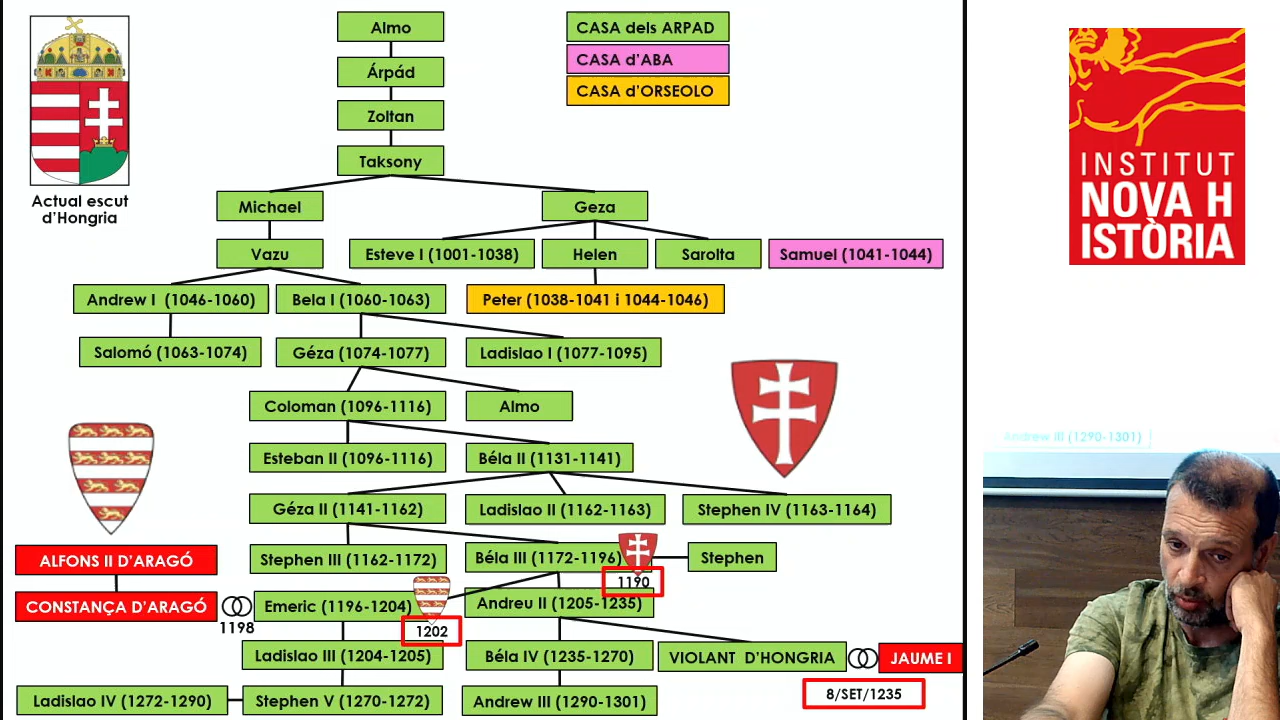 Almo
CASA dels ARPAD
Árpád
CASA d'ABA
Zoltan
CASA d'ORSEOLO
Taksony
Actual escut
d'Hongria
Michael
Geza
Vazu
Esteve I (1001-1038)
Helen
Sarolta
Samuel (1041-1044)
Andrew I (1046-1060)
Bela I (1060-1063)
Peter (1038-1041 i 1044-1046)
Salomó (1063-1074)
Géza (1074-1077)
Ladislao I (1077-1095)
Coloman (1096-1116)
Almo
Esteban II (1096-1116)
Béla II (1131-1141)
Géza II (1141-1162)
Ladislao II (1162-1163)
Stephen IV (1163-1164)
ALFONS II D'ARAGÓ
Stephen III (1162-1172)
Béla III (1172-1196)
Stephen
1190
CONSTANÇA D'ARAGÓ
1198
Emeric (1196-1204)
1202
Andreu II (1205-1235)
Ladislao III (1204-1205)
Béla IV (1235-1270)
VIOLANT D'HONGRIA
JAUME I
8/SET/1235
Ladislao IV (1272-1290)
Stephen V (1270-1272)
Andrew III (1290-1301)
INSTITUT
NOVA H
ISTÒRIA
Andrew III (1290-1301)